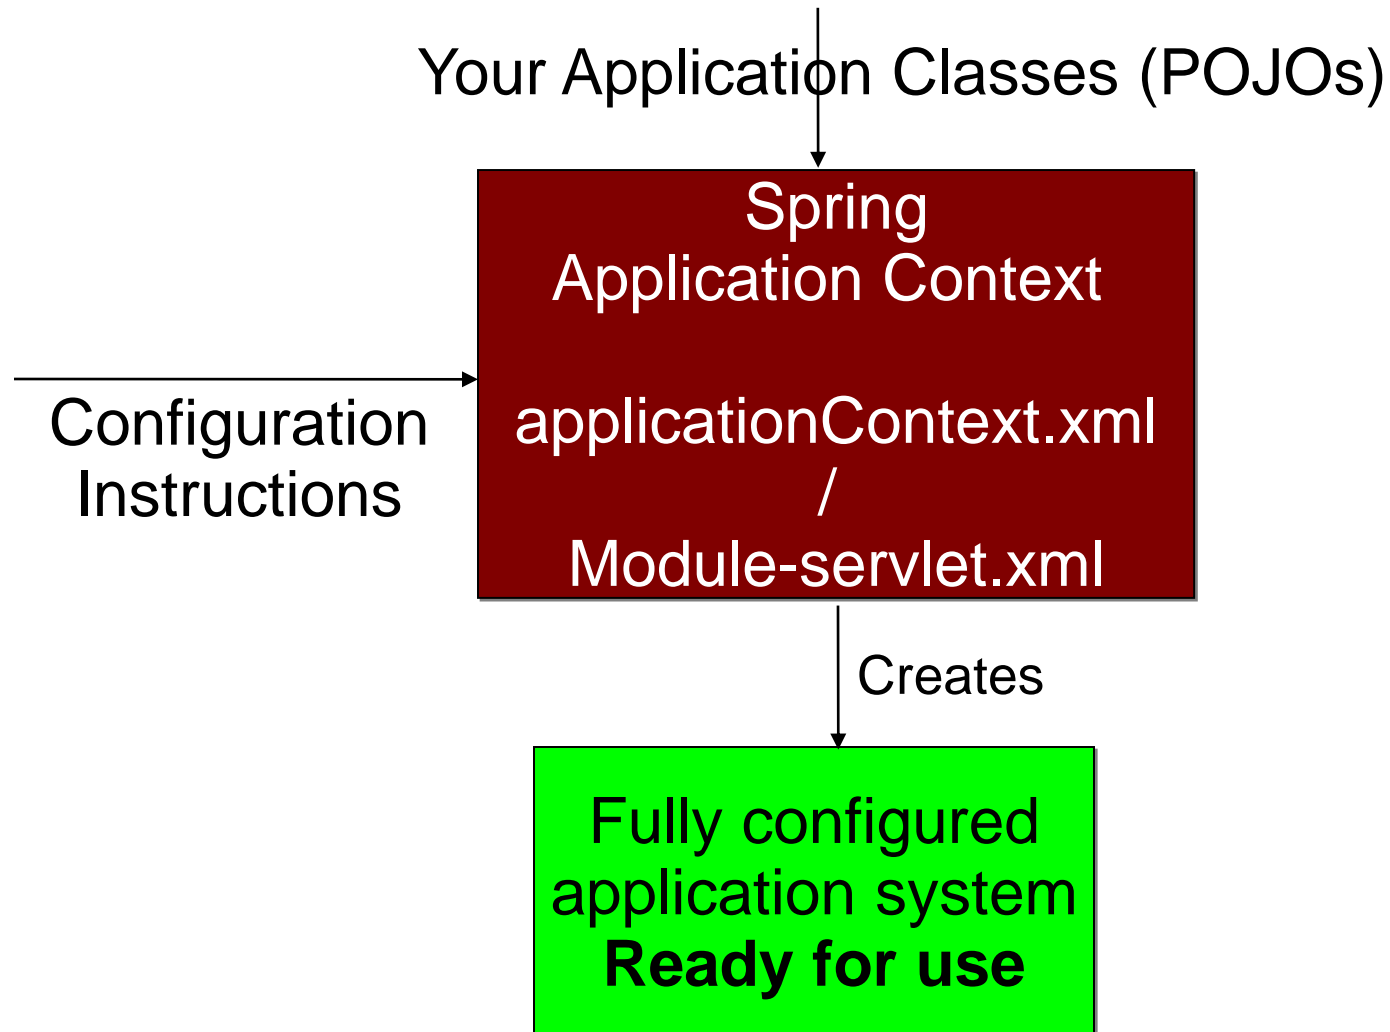 Your Application Classes (POJOs)
Spring
Application Context
applicationContext.xml
/
Module-servlet.xml
Configuration
Instructions
Creates
Fully configured
application system
Ready for use